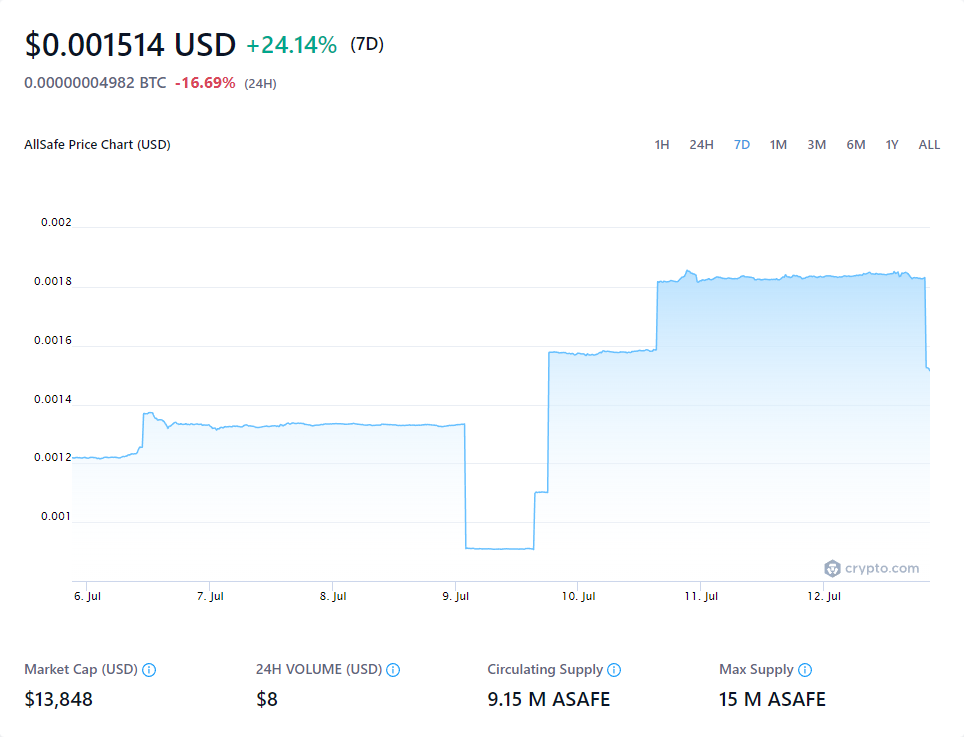 $0.001514 USD +24.14% (7D)
0.00000004982 BTC -16.69% (24H)
AllSafe Price Chart (USD) 1H 24H 7D 1M 3M 6M 1Y ALL
0.002
0.0018
0.0016
0.0014
0.0012
0.001
crypto.com
6. Jul 7. Jul 8. Jul 9. Jul 10. Jul 11. Jul 12. Jul
Market Cap (USD) 24H VOLUME (USD) Circulating Supply Max Supply
$13,848 $8 9.15 M ASAFE 15 M ASAFE